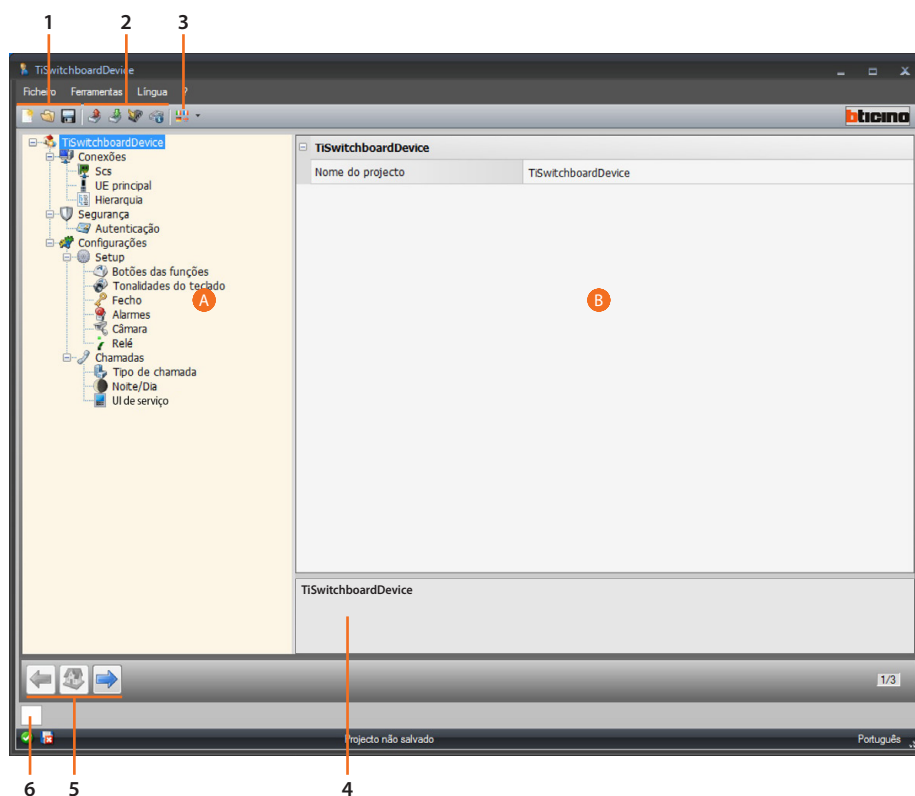 1 2 3
TiSwitchboardDevice
Ficheiro Ferramentas Língua ?
bticino
TiSwitchboardDevice
Conexões
Scs
UE principal
Hierarquia
Segurança
Autenticação
Configurações
Setup
Botões das funções
Tonalidades do teclado
Fecho
Alarmes
Câmara
Relé
Chamadas
Tipo de chamada
Noite/Dia
UI de serviço
A
TiSwitchboardDevice
Nome do projecto TiSwitchboardDevice
B
TiSwitchboardDevice
1/3
Projecto não salvado Português
6 5 4